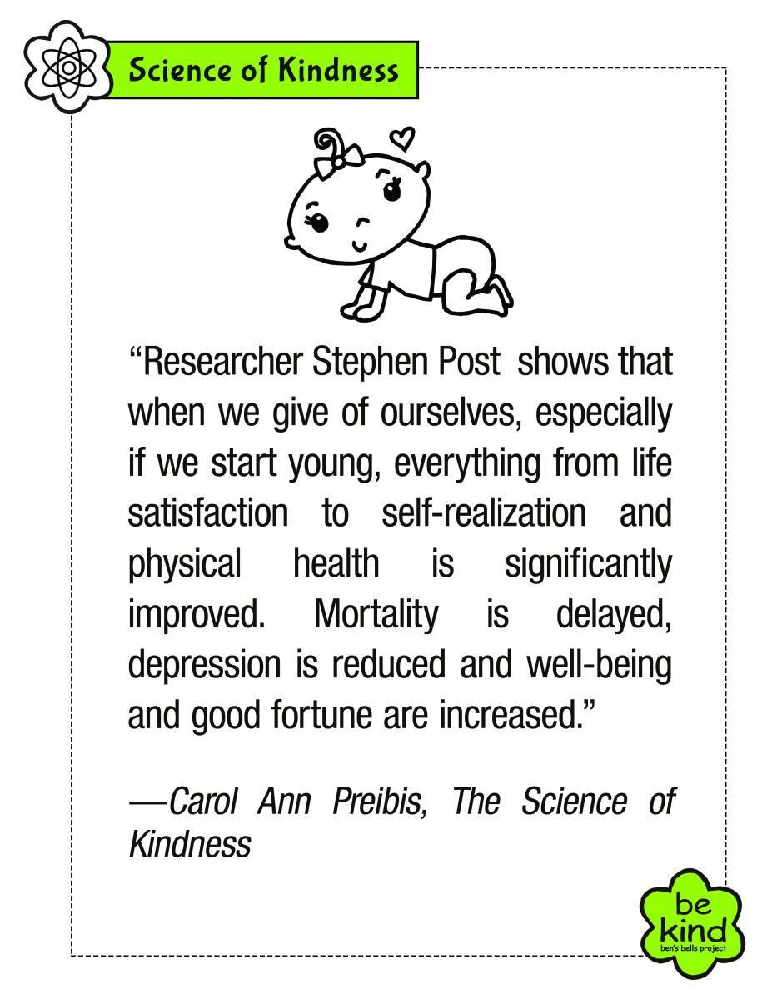 Science of Kindness
“Researcher Stephen Post  shows that
when we give of ourselves, especially
if we start young, everything from life
satisfaction to self-realization and
physical health is significantly
improved. Mortality is delayed,
depression is reduced and well-being
and good fortune are increased.”
—Carol Ann Preibis, The Science of
Kindness
be
kind
ben's bells project